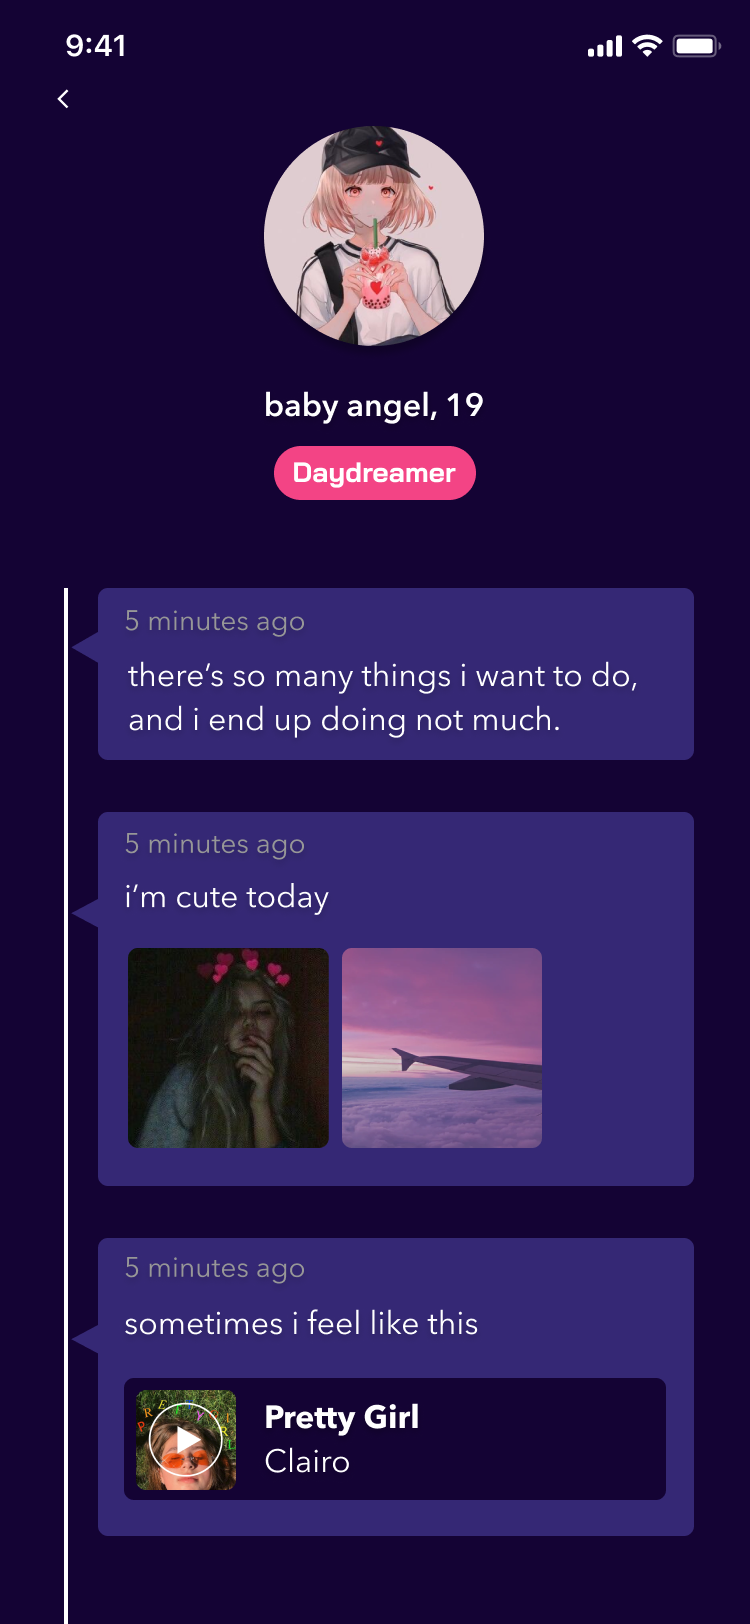 9:41
baby angel, 19
Daydreamer
5 minutes ago
there’s so many things i want to do,
and i end up doing not much.
5 minutes ago
i’m cute today
5 minutes ago
sometimes i feel like this
Pretty Girl
Clairo